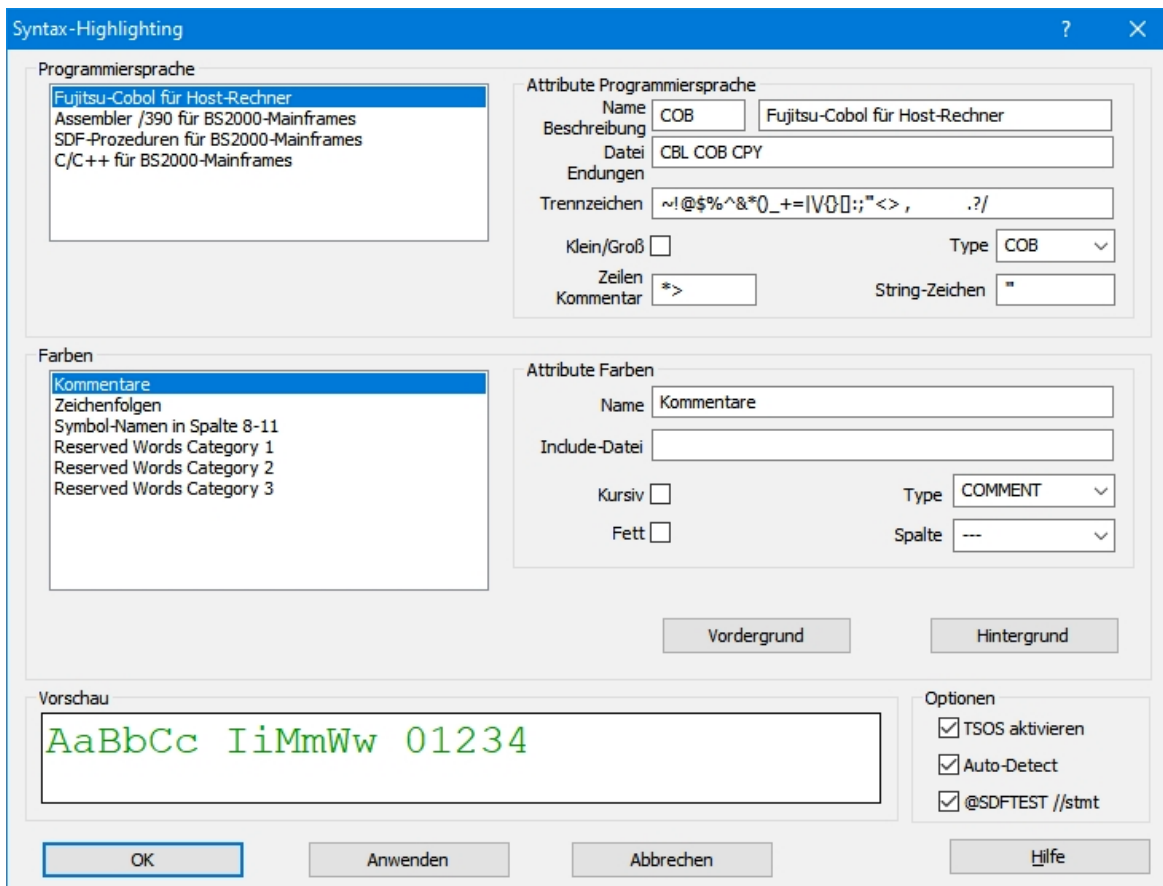 Syntax-Highlighting ? ×
Programmiersprache
Fujitsu-Cobol für Host-Rechner
Assembler /390 für BS2000-Mainframes
SDF-Prozeduren für BS2000-Mainframes
C/C++ für BS2000-Mainframes
Attribute Programmiersprache
Name
Beschreibung
COB
Fujitsu-Cobol für Host-Rechner
Datei
Endungen
CBL COB CPY
Trennzeichen
~!@$%^&*()_+=|\/{}[]:;"'<> , .?/
Klein/Groß
Type COB
Zeilen
Kommentar
*>
String-Zeichen "'
Farben
Kommentare
Zeichenfolgen
Symbol-Namen in Spalte 8-11
Reserved Words Category 1
Reserved Words Category 2
Reserved Words Category 3
Attribute Farben
Name Kommentare
Include-Datei
Kursiv
Type COMMENT
Fett
Spalte ---
Vordergrund
Hintergrund
Vorschau
AaBbCc IiMmWw 01234
Optionen
TSOS aktivieren
Auto-Detect
@SDFTEST //stmt
OK
Anwenden
Abbrechen
Hilfe